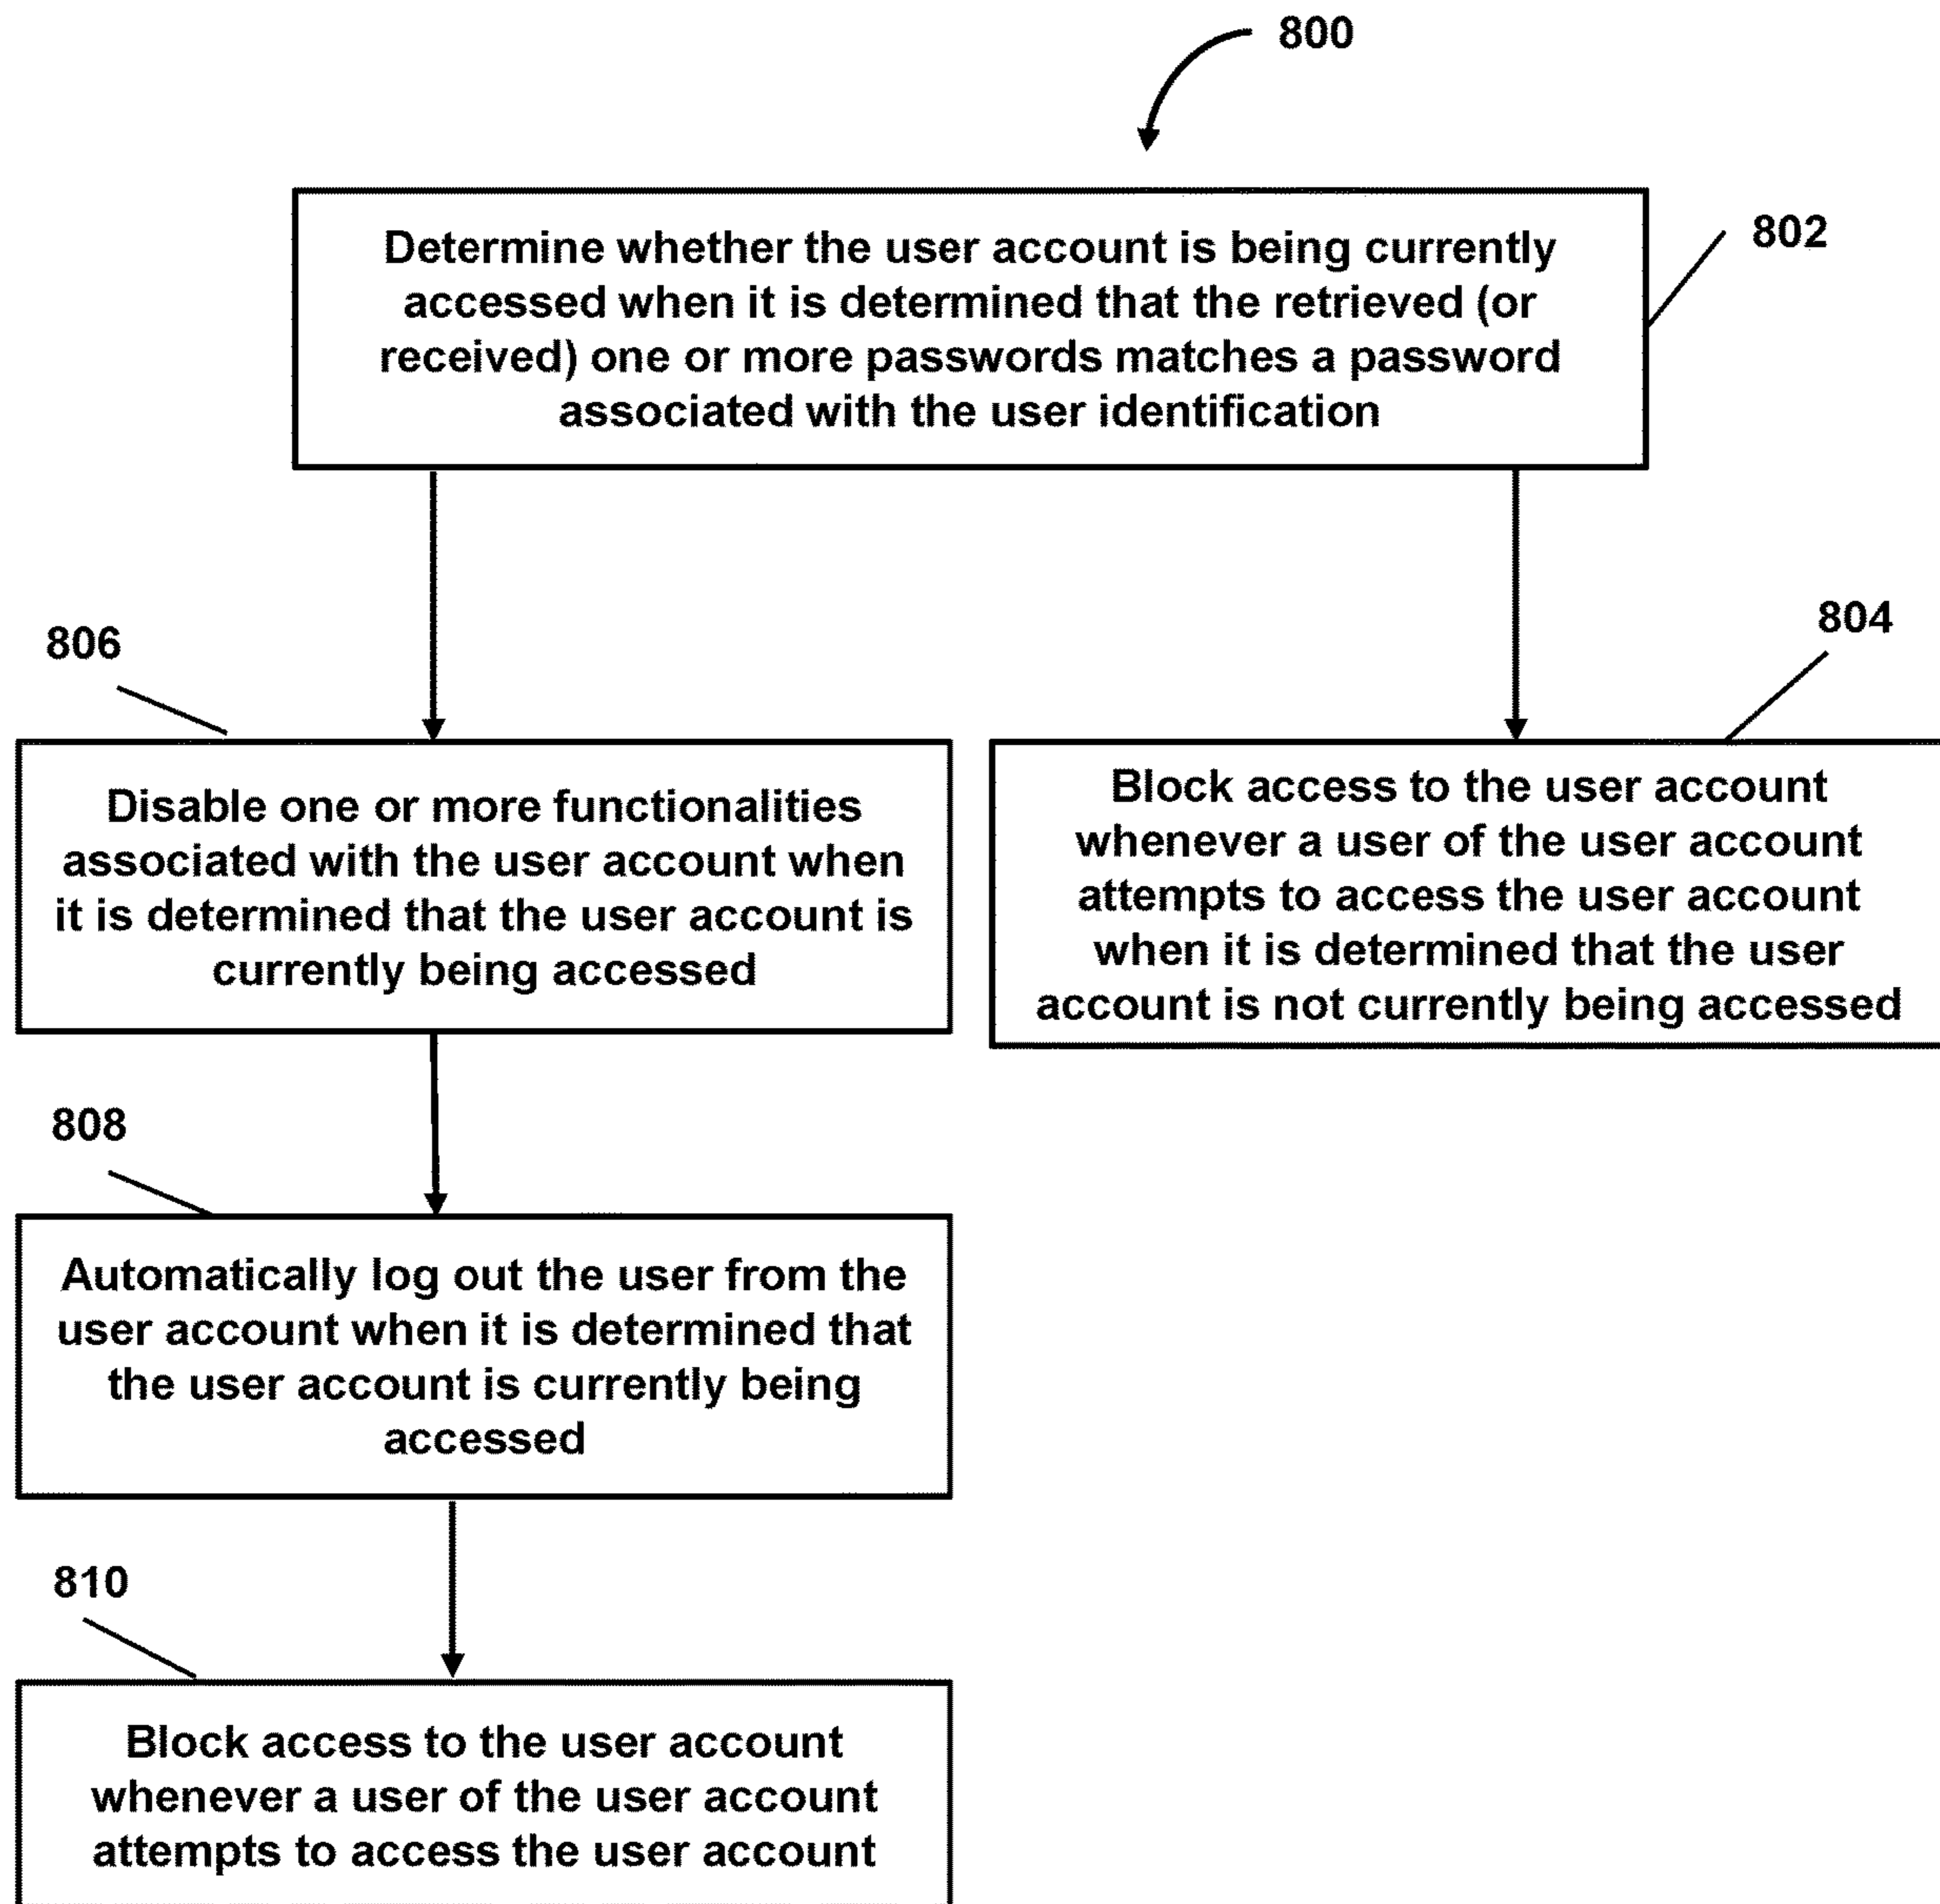 800
Determine whether the user account is being currently
accessed when it is determined that the retrieved (or
received) one or more passwords matches a password
associated with the user identification
802
806
Disable one or more functionalities
associated with the user account when
it is determined that the user account is
currently being accessed
804
Block access to the user account
whenever a user of the user account
attempts to access the user account
when it is determined that the user
account is not currently being accessed
808
Automatically log out the user from the
user account when it is determined that
the user account is currently being
accessed
810
Block access to the user account
whenever a user of the user account
attempts to access the user account